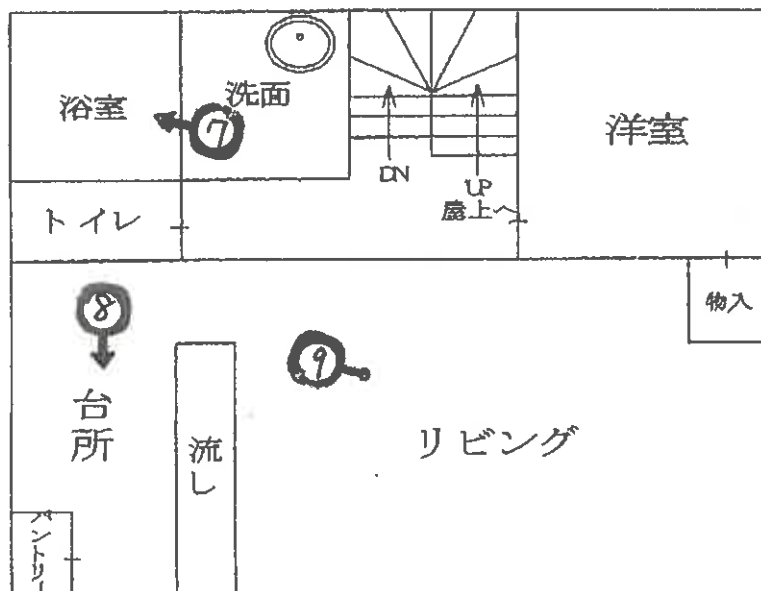 浴室
洗面
7
洋室
DN
UP
屋上へ
トイレ
物入
8
9
台所
流し
リビング
パントリー